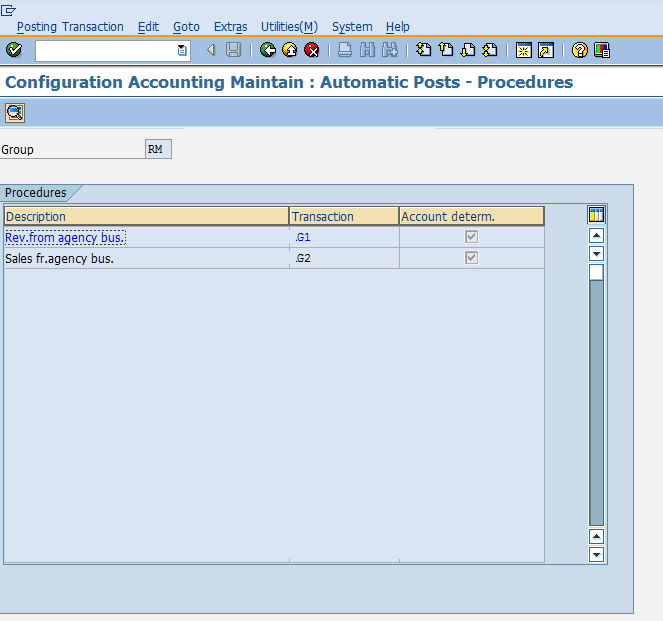 Posting Transaction Edit Goto Extras Utilities(M) System Help
Configuration Accounting Maintain : Automatic Posts - Procedures
Group RM
Procedures
Description Transaction Account determ.
Rev.from agency bus. .G1
Sales fr.agency bus. .G2